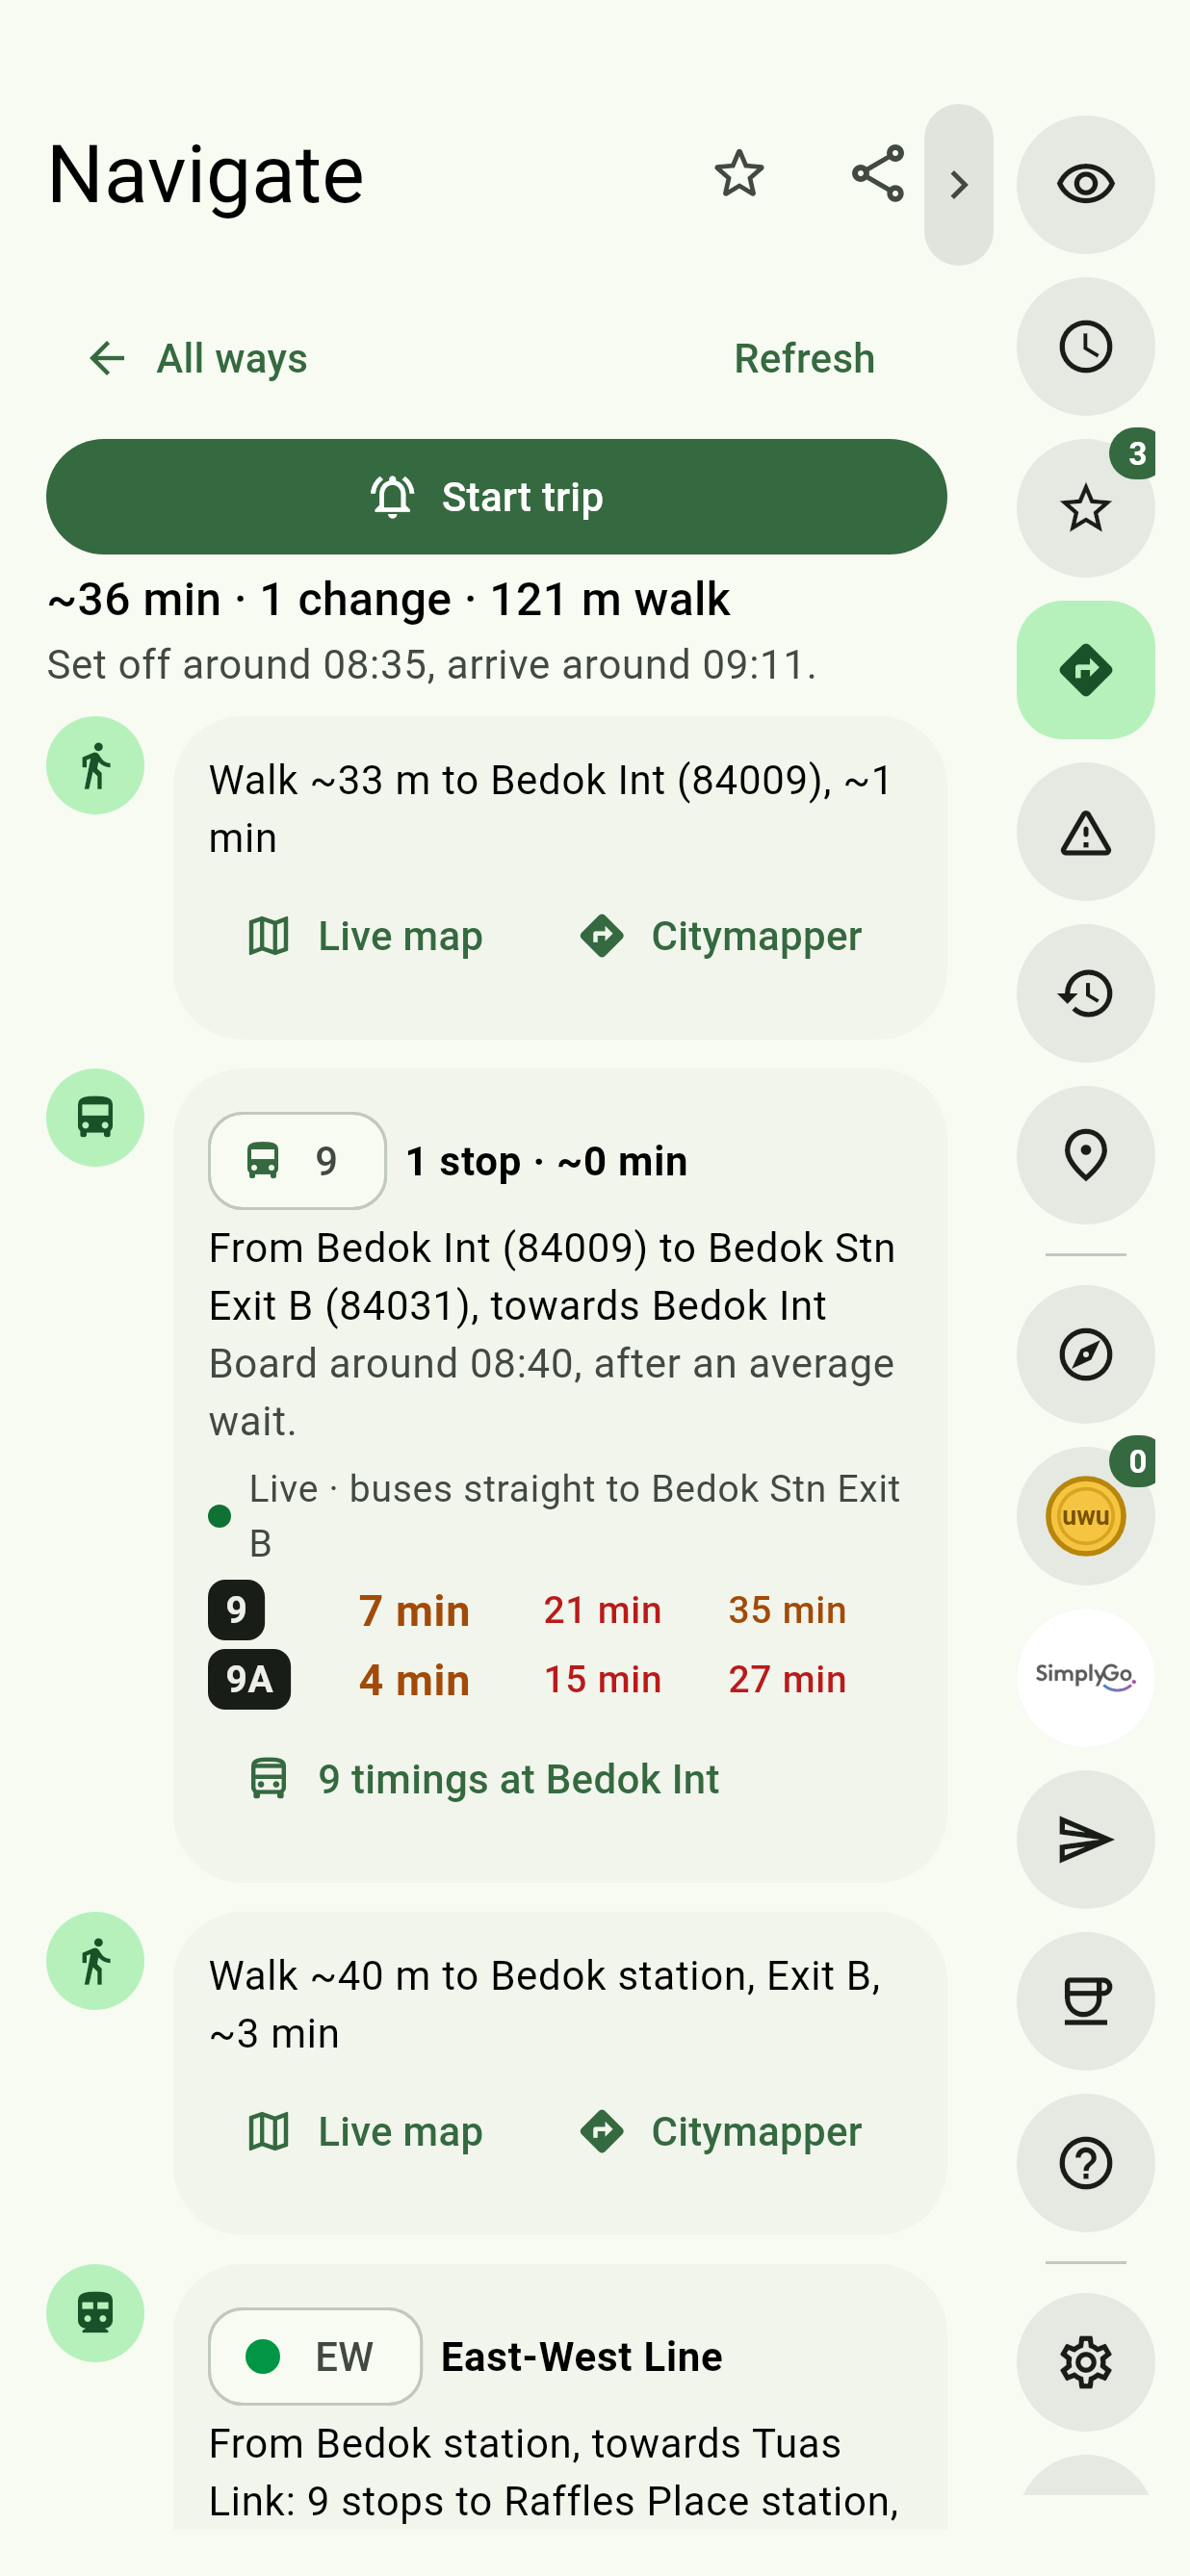 Navigate
All ways
Refresh
3
Start trip
~36 min · 1 change · 121 m walk
Set off around 08:35, arrive around 09:11.
Walk ~33 m to Bedok Int (84009), ~1
min
Live map
Citymapper
9
1 stop · ~0 min
From Bedok Int (84009) to Bedok Stn
Exit B (84031), towards Bedok Int
Board around 08:40, after an average
wait.
0
uwu
Live · buses straight to Bedok Stn Exit
B
9 7 min 21 min 35 min
SimplyGo
9A 4 min 15 min 27 min
9 timings at Bedok Int
Walk ~40 m to Bedok station, Exit B,
~3 min
Live map
Citymapper
EW
East-West Line
From Bedok station, towards Tuas
Link: 9 stops to Raffles Place station,